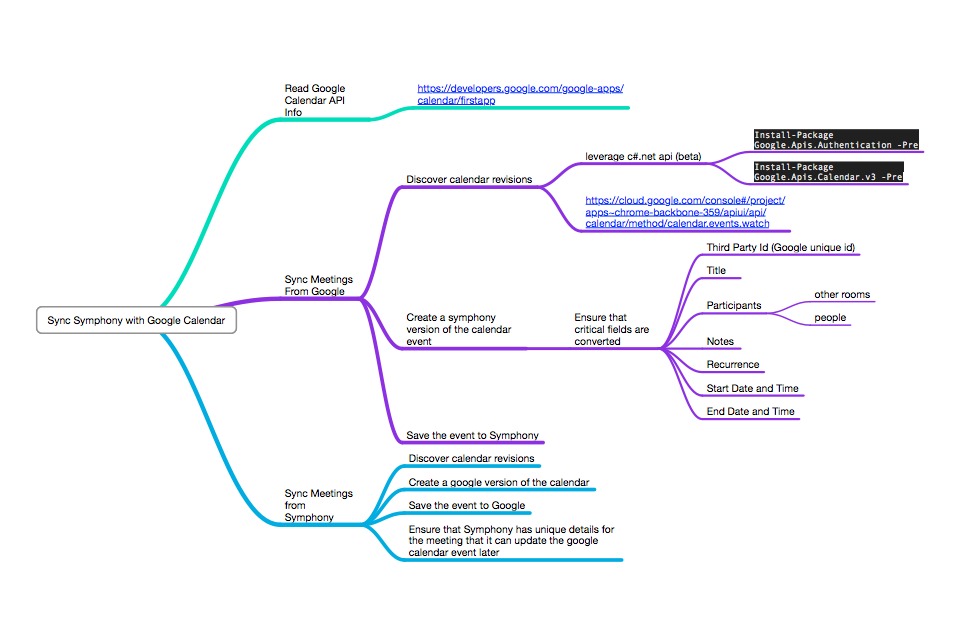 Read Google
Calendar API
Info
https://developers.google.com/google-apps/
calendar/firstapp
Sync Symphony with Google Calendar
Sync Meetings
From Google
Discover calendar revisions
leverage c#.net api (beta)
Install-Package
Google.Apis.Authentication -Pre
Install-Package
Google.Apis.Calendar.v3 -Pre
https://cloud.google.com/console#/project/
apps~chrome-backbone-359/apiui/api/
calendar/method/calendar.events.watch
Create a symphony
version of the calendar
event
Ensure that
critical fields are
converted
Third Party Id (Google unique id)
Title
Participants
other rooms
people
Notes
Recurrence
Start Date and Time
End Date and Time
Save the event to Symphony
Sync Meetings
from
Symphony
Discover calendar revisions
Create a google version of the calendar
Save the event to Google
Ensure that Symphony has unique details for
the meeting that it can update the google
calendar event later